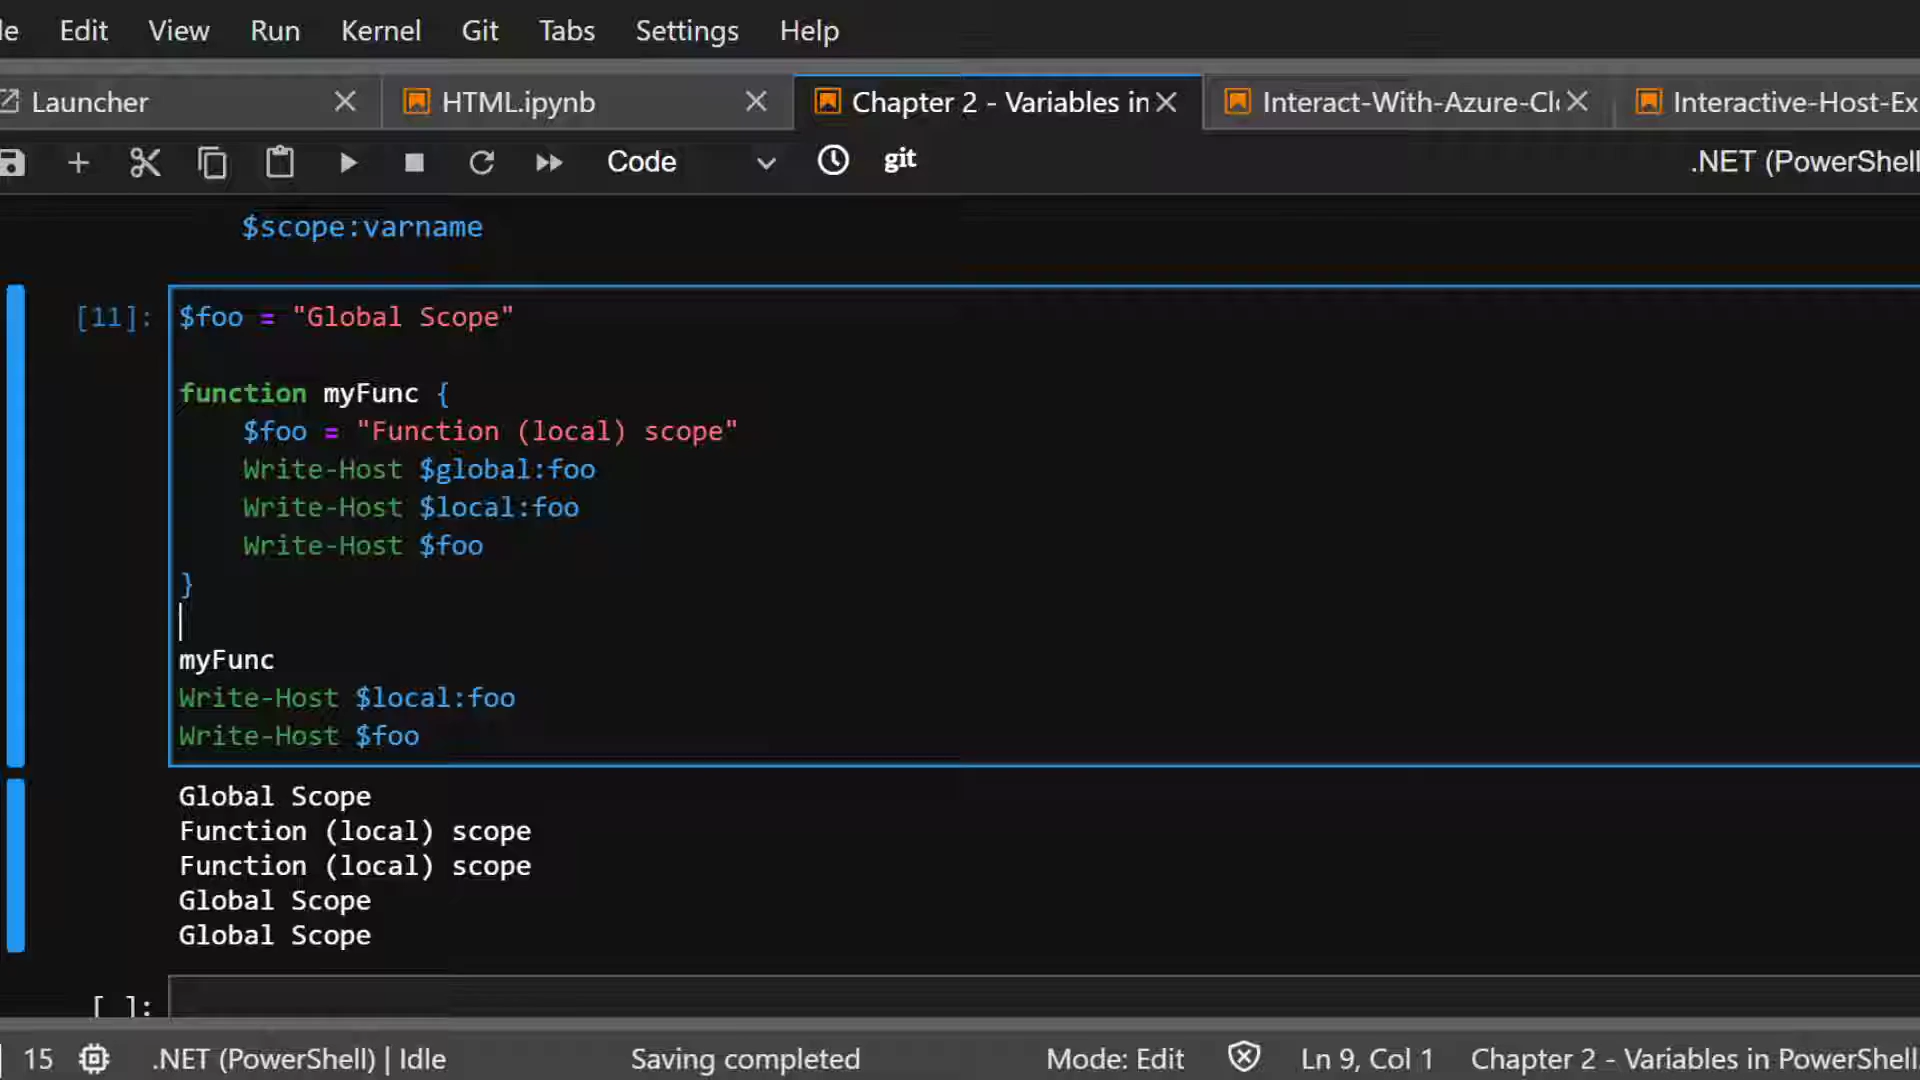 le Edit View Run Kernel Git Tabs Settings Help
Launcher HTML.ipynb Chapter 2 - Variables in Interact-With-Azure-Cl Interactive-Host-Ex
Code git .NET (PowerShell
$scope:varname
[11]: $foo = "Global Scope"
function myFunc {
$foo = "Function (local) scope"
Write-Host $global:foo
Write-Host $local:foo
Write-Host $foo
}
myFunc
Write-Host $local:foo
Write-Host $foo
Global Scope
Function (local) scope
Function (local) scope
Global Scope
Global Scope
[ ]:
15 .NET (PowerShell) | Idle Saving completed Mode: Edit Ln 9, Col 1 Chapter 2 - Variables in PowerShell